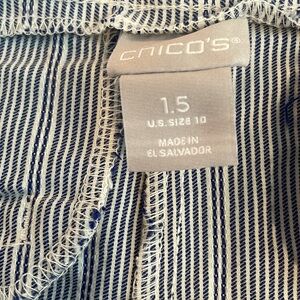 CHICO'S®
1.5
U.S. SIZE 10
MADE IN
EL SALVADOR